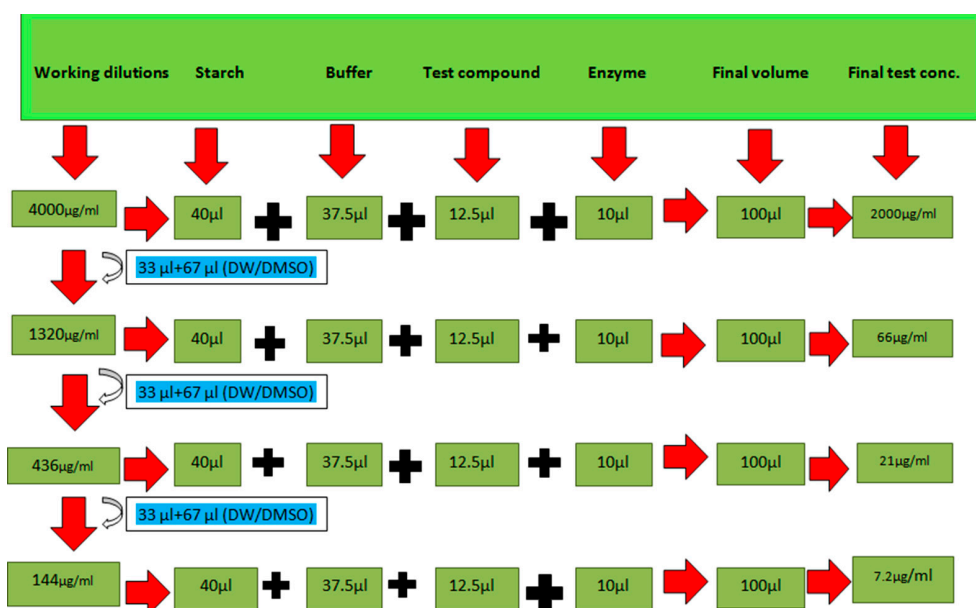 Working dilutions Starch Buffer Test compound Enzyme Final volume Final test conc.
4000µg/ml 40µl 37.5µl 12.5µl 10µl 100µl 2000µg/ml
33 µl+67 µl (DW/DMSO)
1320µg/ml 40µl 37.5µl 12.5µl 10µl 100µl 66µg/ml
33 µl+67 µl (DW/DMSO)
436µg/ml 40µl 37.5µl 12.5µl 10µl 100µl 21µg/ml
33 µl+67 µl (DW/DMSO)
144µg/ml 40µl 37.5µl 12.5µl 10µl 100µl 7.2µg/ml